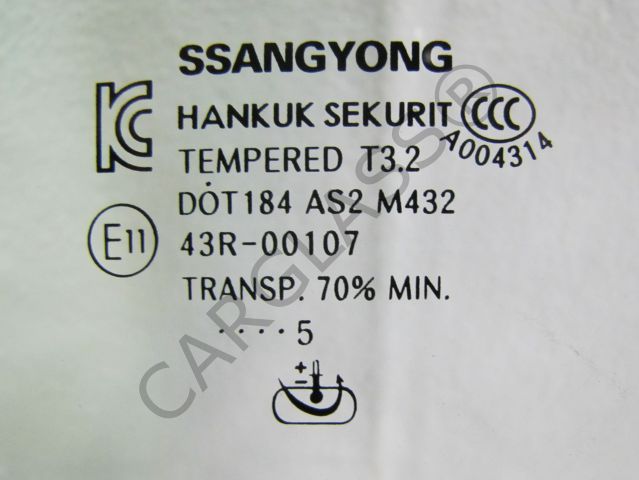 SSANGYONG
HANKUK SEKURIT CCC
A004314
TEMPERED T3.2
DOT184 AS2 M432
E11 43R-00107
TRANSP. 70% MIN.
····5
+
−
CARGLASS®